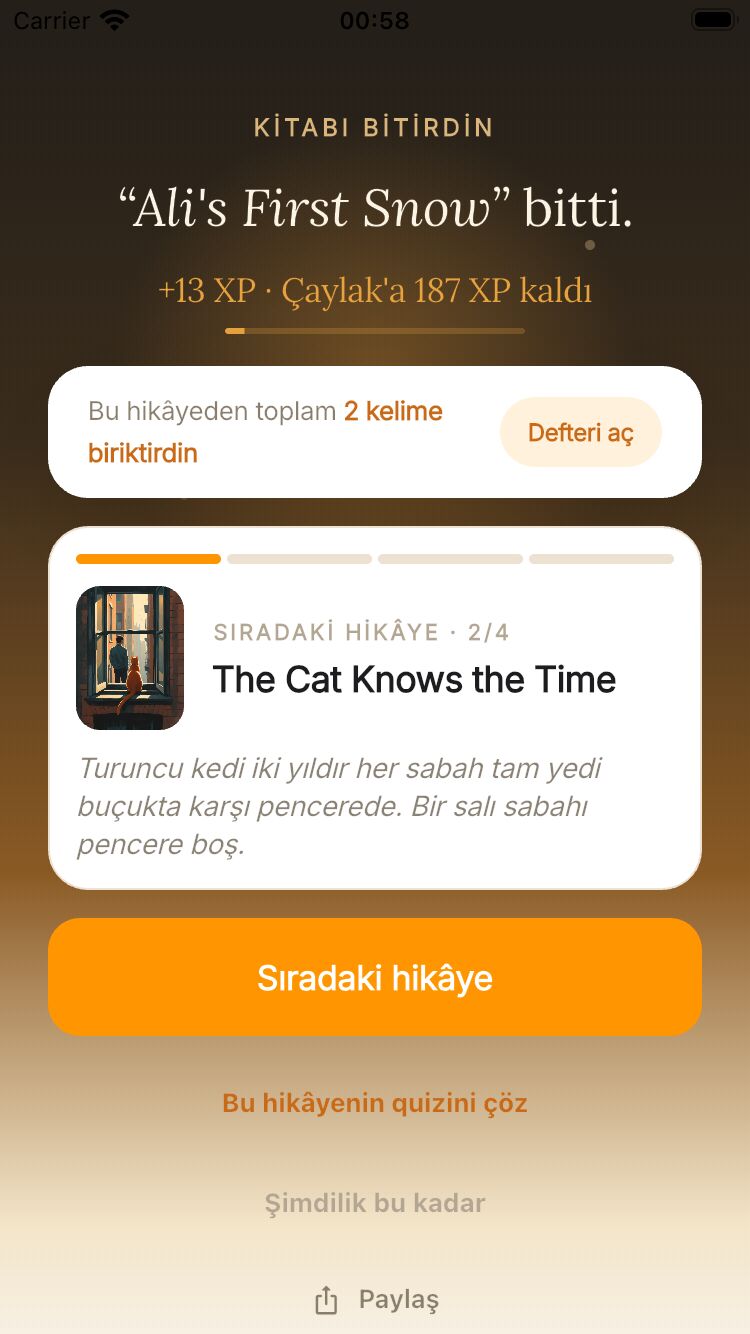 Carrier 00:58
KİTABI BİTİRDİN
“Ali's First Snow” bitti.
+13 XP · Çaylak'a 187 XP kaldı
Bu hikâyeden toplam 2 kelime
biriktirdin
Defteri aç
SIRADAKİ HİKÂYE · 2/4
The Cat Knows the Time
Turuncu kedi iki yıldır her sabah tam yedi
buçukta karşı pencerede. Bir salı sabahı
pencere boş.
Sıradaki hikâye
Bu hikâyenin quizini çöz
Şimdilik bu kadar
Paylaş